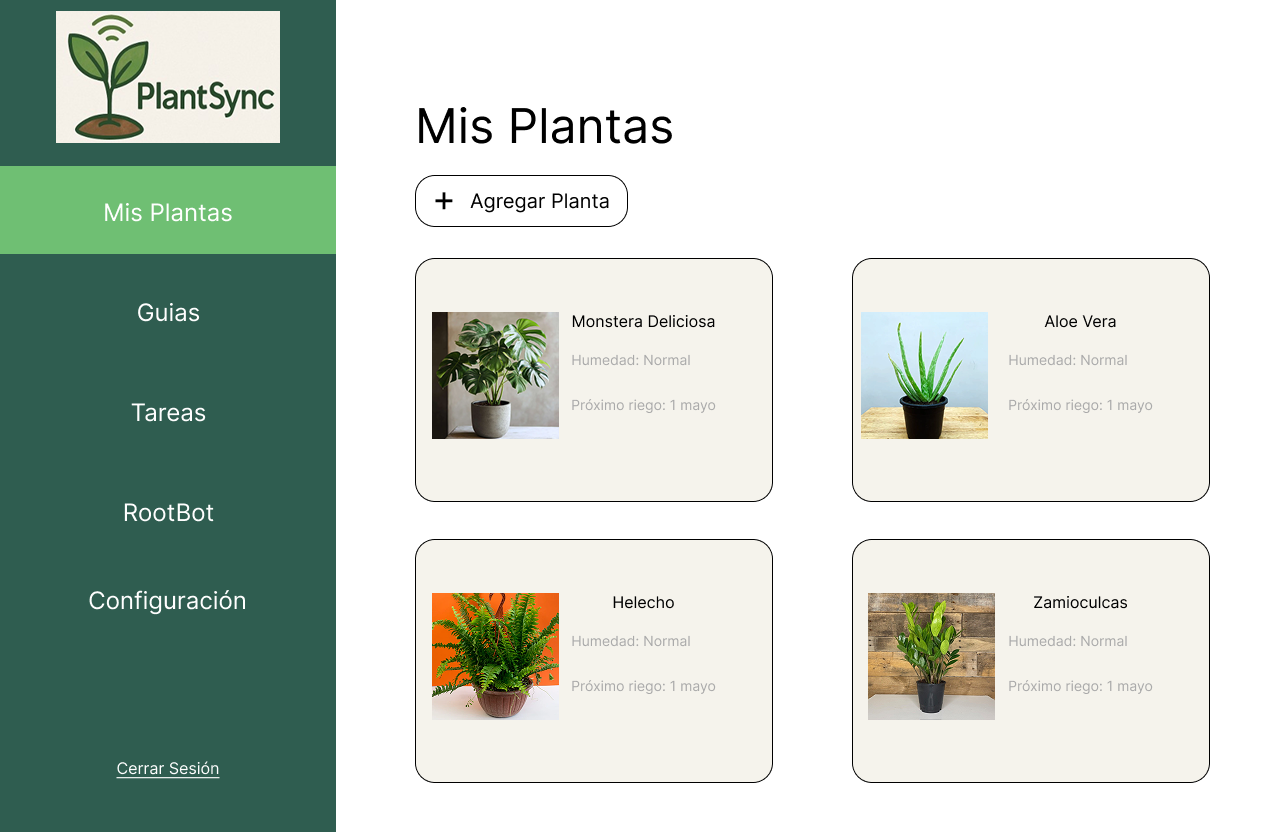 PlantSync
Mis Plantas
Guias
Tareas
RootBot
Configuración
Cerrar Sesión
Mis Plantas
+ Agregar Planta
Monstera Deliciosa
Humedad: Normal
Próximo riego: 1 mayo
Aloe Vera
Humedad: Normal
Próximo riego: 1 mayo
Helecho
Humedad: Normal
Próximo riego: 1 mayo
Zamioculcas
Humedad: Normal
Próximo riego: 1 mayo